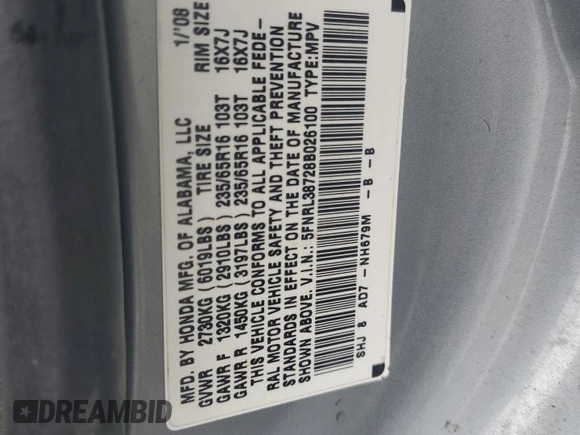 MFD. BY HONDA MFG. OF ALABAMA, LLC 1/'08
GVWR 2730KG (6019LBS) TIRE SIZE RIM SIZE
GAWR F 1320KG (2910LBS) 235/65R16 103T 16X7J
GAWR R 1450KG (3197LBS) 235/65R16 103T 16X7J
THIS VEHICLE CONFORMS TO ALL APPLICABLE FEDE-
RAL MOTOR VEHICLE SAFETY AND THEFT PREVENTION
STANDARDS IN EFFECT ON THE DATE OF MANUFACTURE
SHOWN ABOVE. V.I.N.: 5FNRL38728B026100 TYPE:MPV
SHJ 8 AD7 - NH679M - B - B
DREAMBID